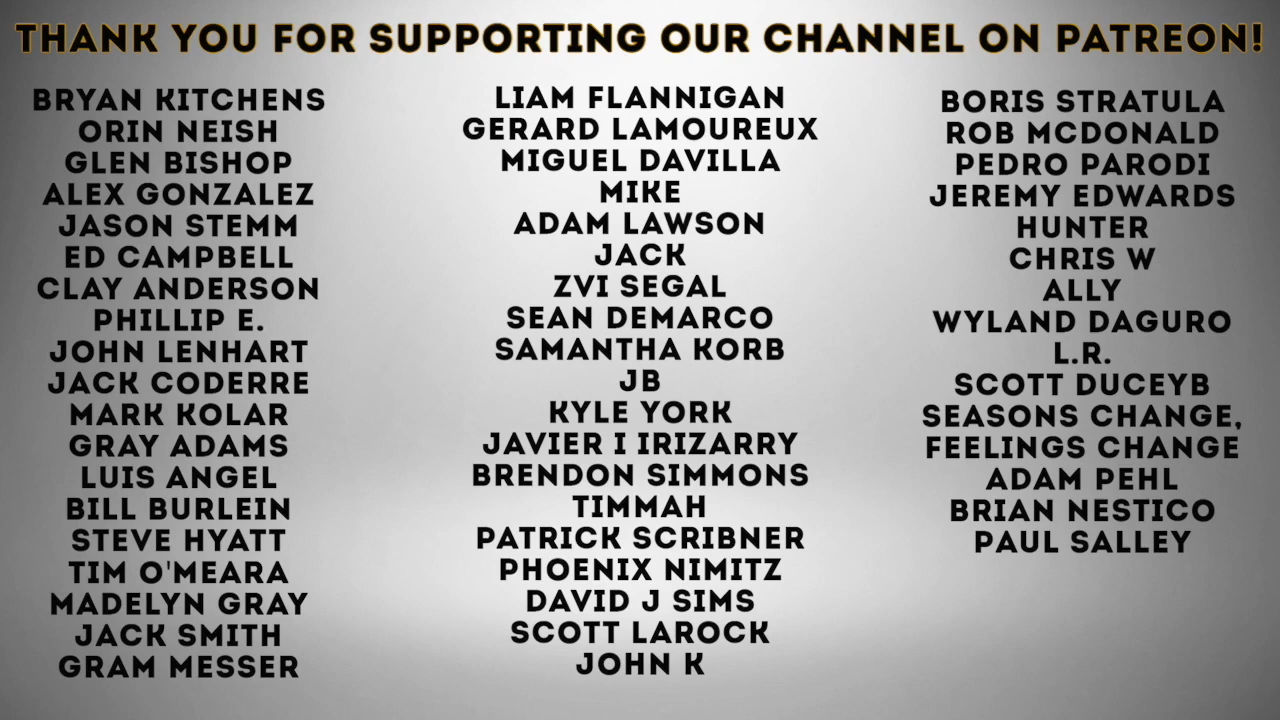 THANK YOU FOR SUPPORTING OUR CHANNEL ON PATREON!
BRYAN KITCHENS
ORIN NEISH
GLEN BISHOP
ALEX GONZALEZ
JASON STEMM
ED CAMPBELL
CLAY ANDERSON
PHILLIP E.
JOHN LENHART
JACK CODERRE
MARK KOLAR
GRAY ADAMS
LUIS ANGEL
BILL BURLEIN
STEVE HYATT
TIM O'MEARA
MADELYN GRAY
JACK SMITH
GRAM MESSER
LIAM FLANNIGAN
GERARD LAMOUREUX
MIGUEL DAVILLA
MIKE
ADAM LAWSON
JACK
ZVI SEGAL
SEAN DEMARCO
SAMANTHA KORB
JB
KYLE YORK
JAVIER I IRIZARRY
BRENDON SIMMONS
TIMMAH
PATRICK SCRIBNER
PHOENIX NIMITZ
DAVID J SIMS
SCOTT LAROCK
JOHN K
BORIS STRATULA
ROB MCDONALD
PEDRO PARODI
JEREMY EDWARDS
HUNTER
CHRIS W
ALLY
WYLAND DAGURO
L.R.
SCOTT DUCEYB
SEASONS CHANGE,
FEELINGS CHANGE
ADAM PEHL
BRIAN NESTICO
PAUL SALLEY